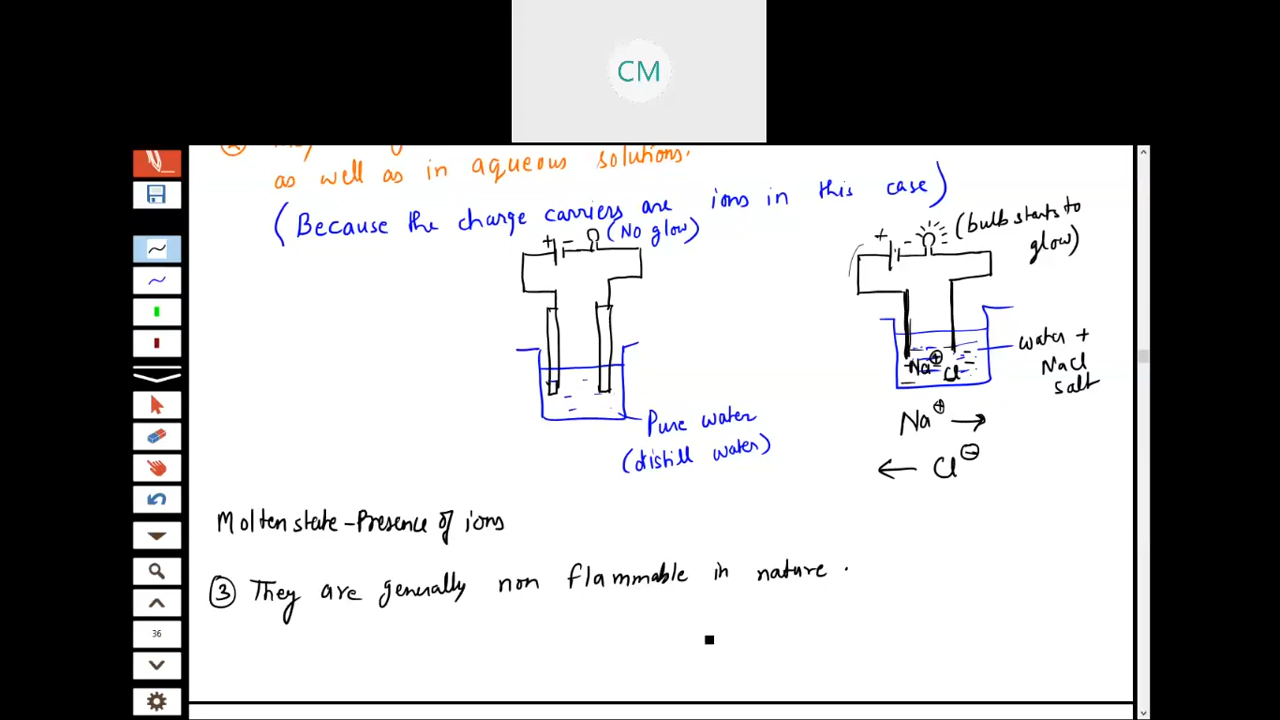 CM
as well as in aqueous solutions.
(Because the charge carriers are ions in this case)
+ - (No glow)
+ - (bulb starts to
glow)
water +
NaCl
salt
Na⊕ Cl
Pure water
(distill water)
Na⊕ →
← Cl⊖
Molten state - Presence of ions
③ They are generally non flammable in nature.
36